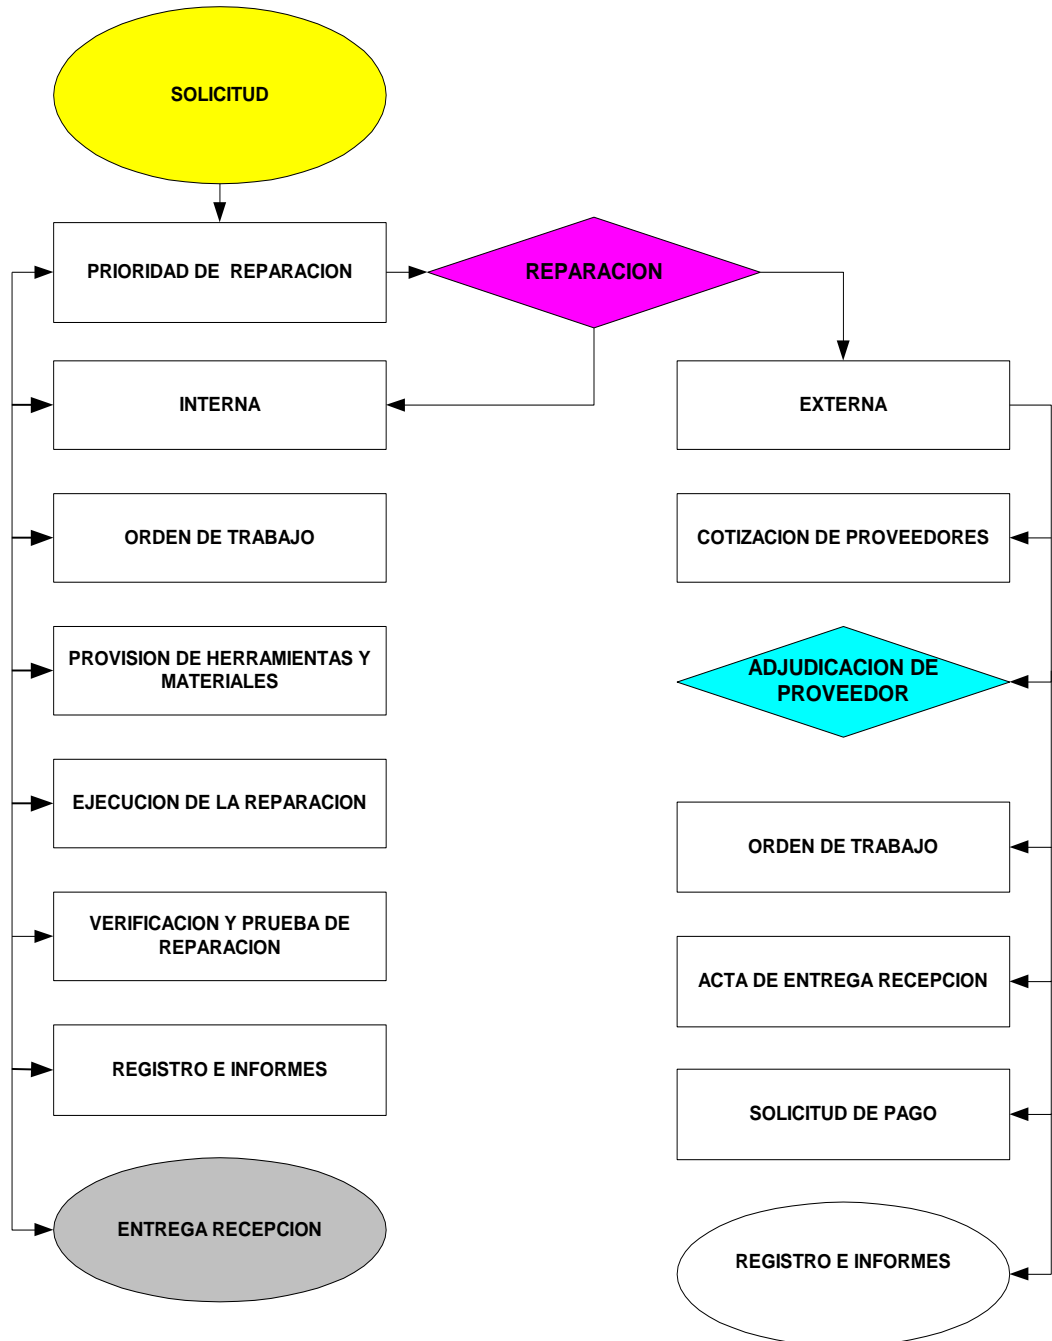 SOLICITUD
PRIORIDAD DE REPARACION
REPARACION
INTERNA
EXTERNA
ORDEN DE TRABAJO
COTIZACION DE PROVEEDORES
PROVISION DE HERRAMIENTAS Y
MATERIALES
ADJUDICACION DE
PROVEEDOR
EJECUCION DE LA REPARACION
ORDEN DE TRABAJO
VERIFICACION Y PRUEBA DE
REPARACION
ACTA DE ENTREGA RECEPCION
REGISTRO E INFORMES
SOLICITUD DE PAGO
ENTREGA RECEPCION
REGISTRO E INFORMES